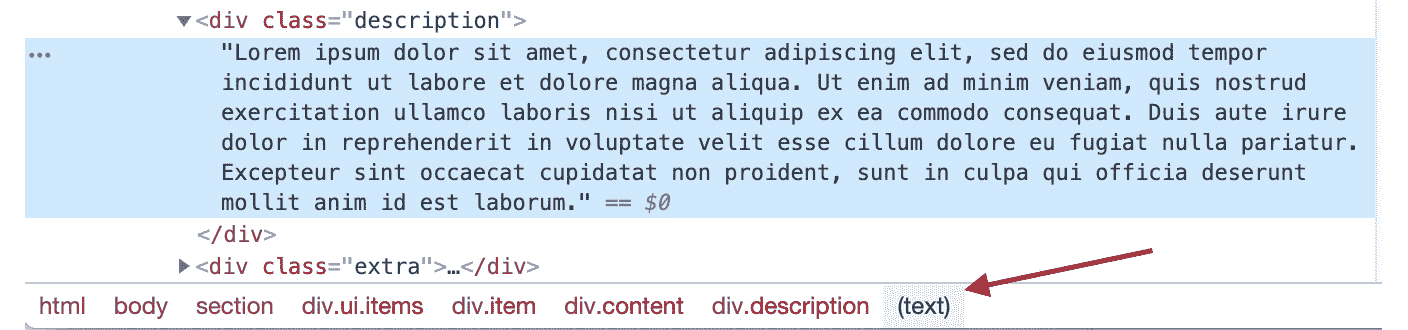 ▼<div class="description">
… "Lorem ipsum dolor sit amet, consectetur adipiscing elit, sed do eiusmod tempor
incididunt ut labore et dolore magna aliqua. Ut enim ad minim veniam, quis nostrud
exercitation ullamco laboris nisi ut aliquip ex ea commodo consequat. Duis aute irure
dolor in reprehenderit in voluptate velit esse cillum dolore eu fugiat nulla pariatur.
Excepteur sint occaecat cupidatat non proident, sunt in culpa qui officia deserunt
mollit anim id est laborum." == $0
</div>
▶<div class="extra">…</div>
html body section div.ui.items div.item div.content div.description (text)